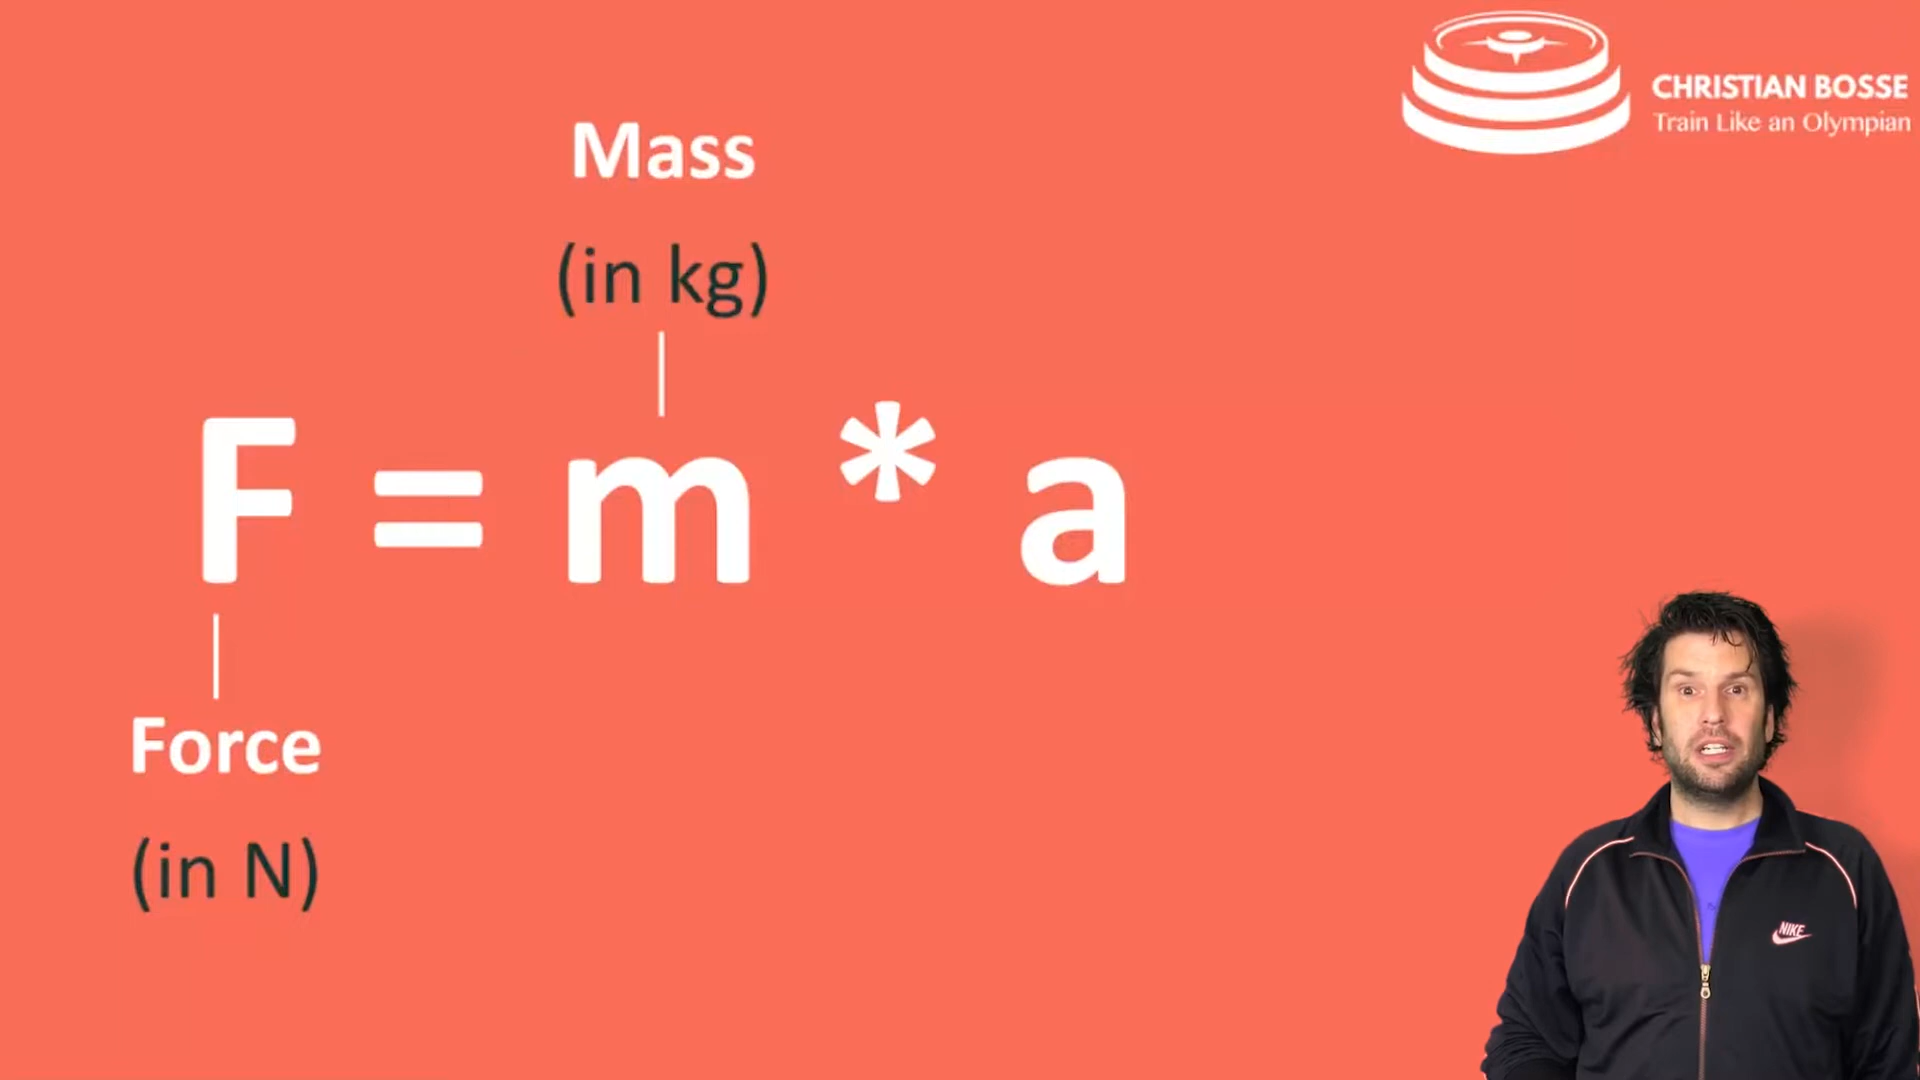 CHRISTIAN BOSSE
Train Like an Olympian
Mass
(in kg)
F = m * a
Force
(in N)
NIKE